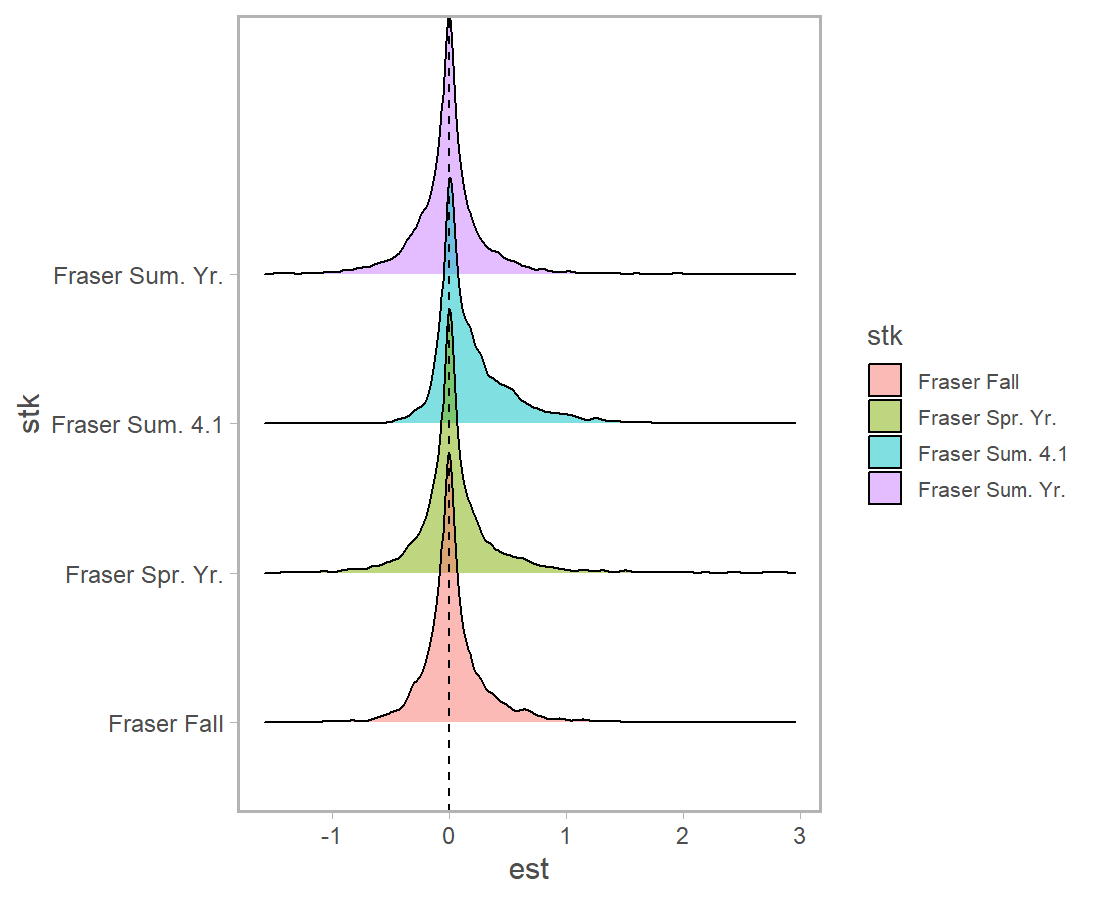 stk
Fraser Sum. Yr.
Fraser Sum. 4.1
Fraser Spr. Yr.
Fraser Fall
-1 0 1 2 3
est
stk
Fraser Fall
Fraser Spr. Yr.
Fraser Sum. 4.1
Fraser Sum. Yr.